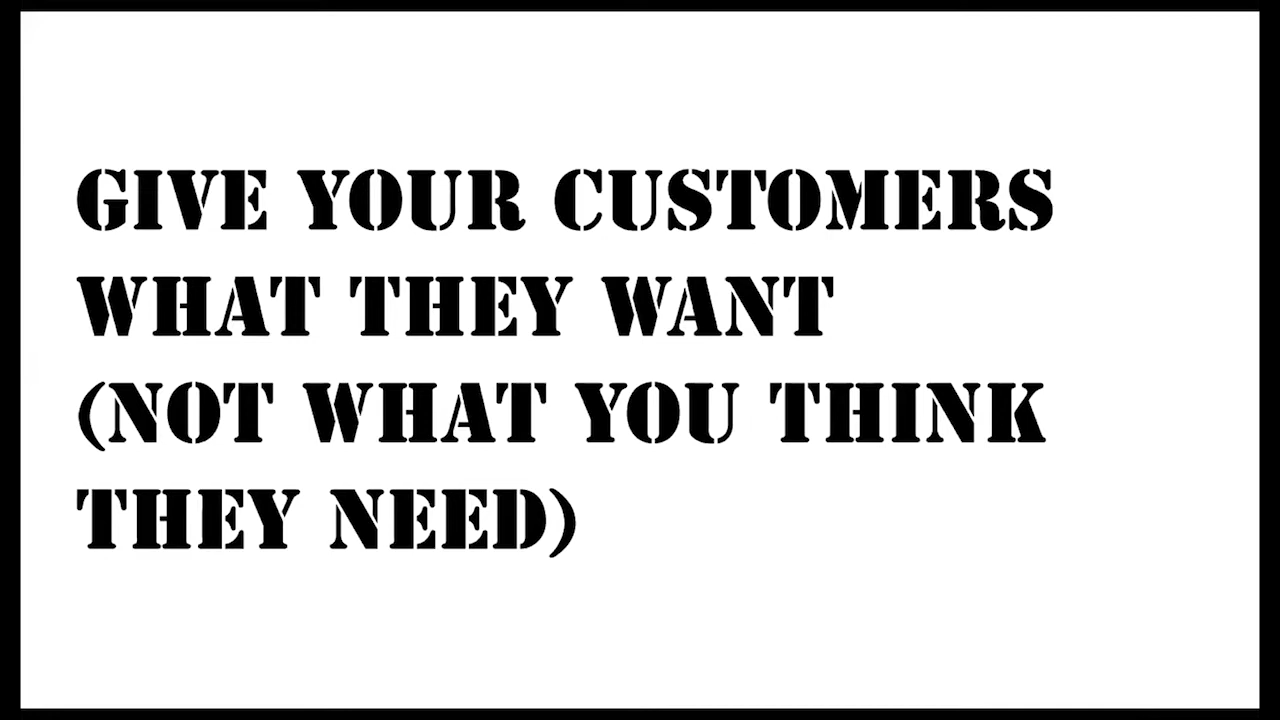 GIVE YOUR CUSTOMERS
WHAT THEY WANT
(NOT WHAT YOU THINK
THEY NEED)